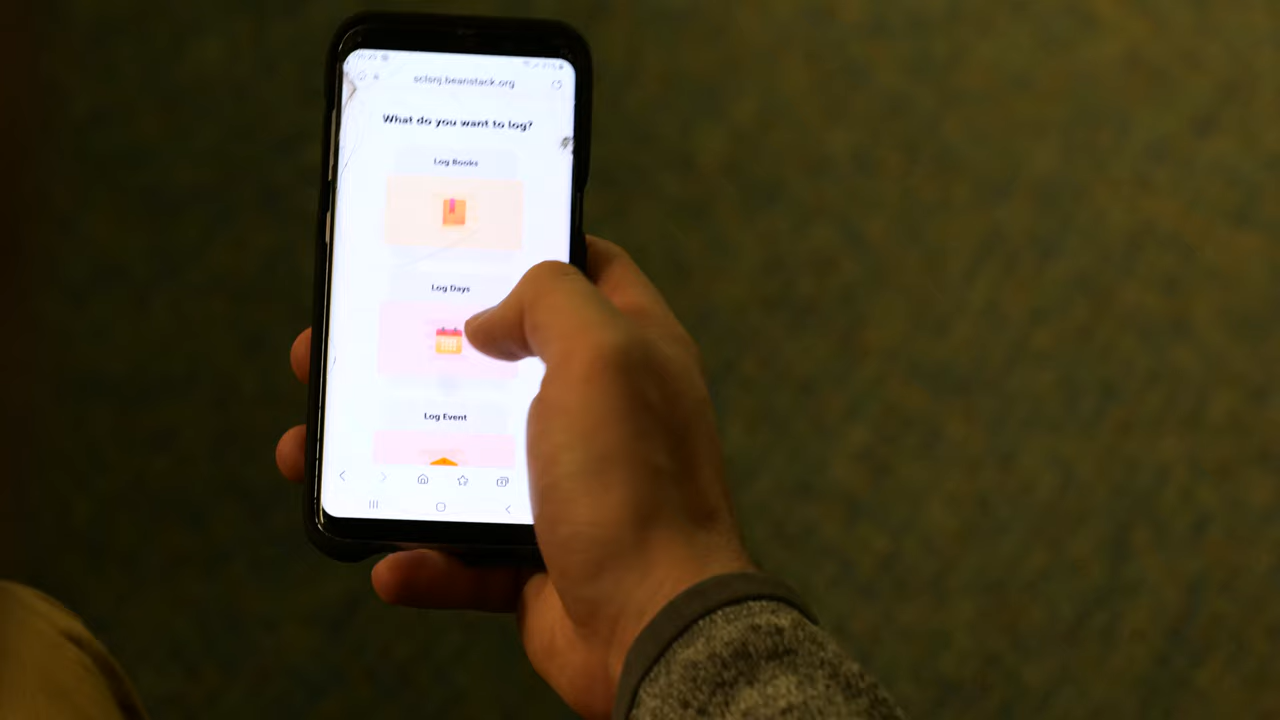 sclsnj.beanstack.org
What do you want to log?
Log Books
Log Days
Log Event